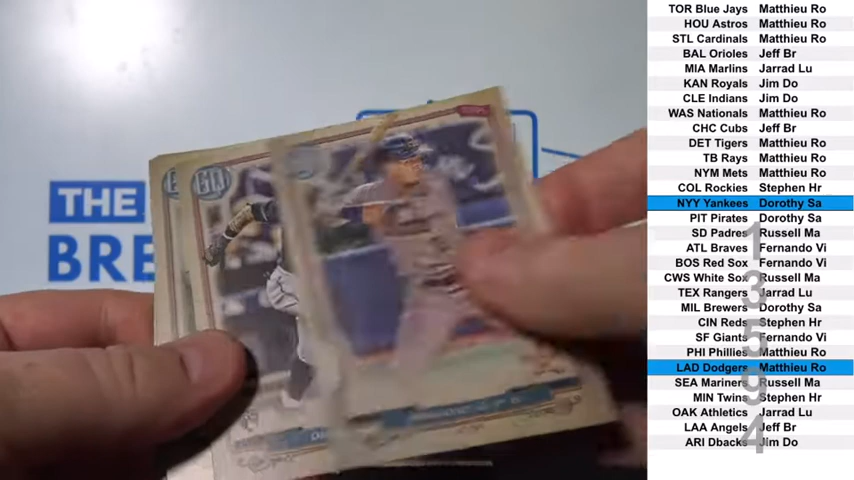 THE
BRE
TOR Blue Jays Matthieu Ro
HOU Astros Matthieu Ro
STL Cardinals Matthieu Ro
BAL Orioles Jeff Br
MIA Marlins Jarrad Lu
KAN Royals Jim Do
CLE Indians Jim Do
WAS Nationals Matthieu Ro
CHC Cubs Jeff Br
DET Tigers Matthieu Ro
TB Rays Matthieu Ro
NYM Mets Matthieu Ro
COL Rockies Stephen Hr
NYY Yankees Dorothy Sa
PIT Pirates Dorothy Sa
SD Padres Russell Ma
ATL Braves Fernando Vi
BOS Red Sox Fernando Vi
CWS White Sox Russell Ma
TEX Rangers Jarrad Lu
MIL Brewers Dorothy Sa
CIN Reds Stephen Hr
SF Giants Fernando Vi
PHI Phillies Matthieu Ro
LAD Dodgers Matthieu Ro
SEA Mariners Russell Ma
MIN Twins Stephen Hr
OAK Athletics Jarrad Lu
LAA Angels Jeff Br
ARI Dbacks Jim Do
1
3
5
9
4